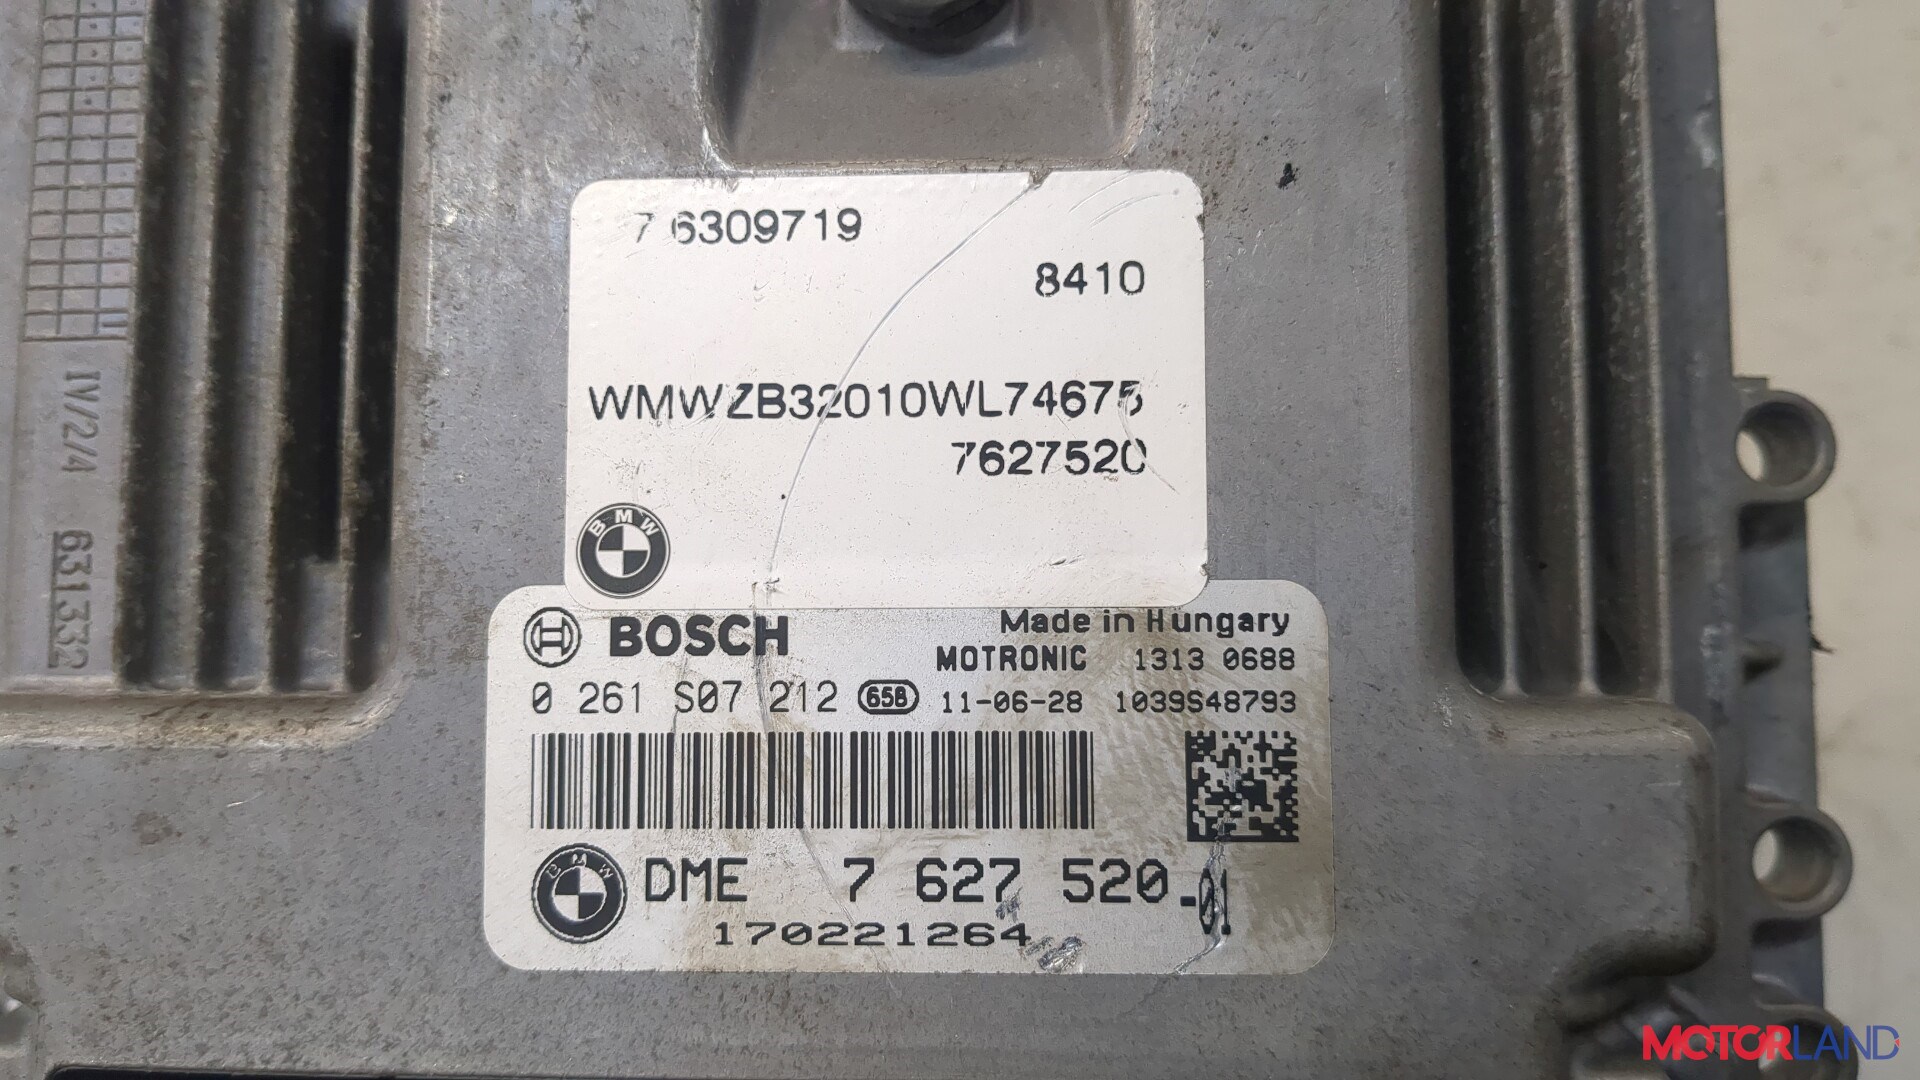 7 6309719
8410
WMWZB32010WL74675
7627520
BMW
BOSCH
Made in Hungary
MOTRONIC 1313 0688
0 261 S07 212 658 11-06-28 1039S48793
BMW
DME 7 627 520-01
170221264
IV/2/4 631332
MOTORLAND